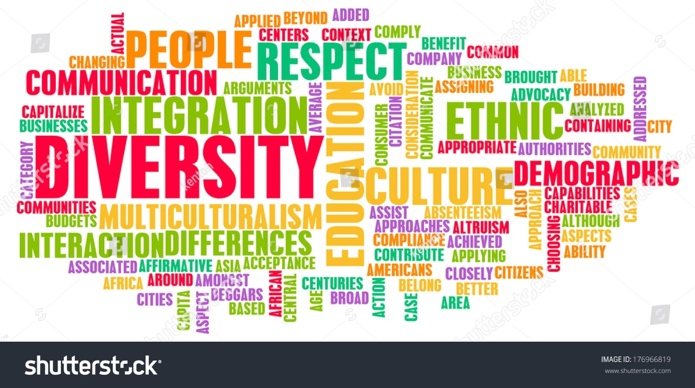 ACTUAL
CHANGING
PEOPLE
APPLIED
BEYOND
ADDED
CENTERS
CONTEXT
COMPLY
RESPECT
BENEFIT
COMPANY
COMMUN
COMMUNICATION
ARGUMENTS
AVERAGE
AVOID
CONSIDERATION
BUSINESS
ASSIGNING
BROUGHT
ABLE
ADVOCACY
BUILDING
CAPITALIZE
BUSINESSES
INTEGRATION
EDUCATION
CONSUMER
CITATION
COMMUNICATE
ETHNIC
ANALYZED
CONTAINING
ADDRESSED
CITY
CATEGORY
DIVERSITY
APPROPRIATE
AUTHORITIES
COMMUNITY
CULTURE
DEMOGRAPHIC
COMMUNITIES
BUDGETS
MULTICULTURALISM
ASSIST
ABSENTEEISM
ALSO
APPROACH
CAPABILITIES
CHARITABLE
CASES
APPROACHES
ALTRUISM
CHOOSING
ALTHOUGH
INTERACTION
DIFFERENCES
COMPLIANCE
ACHIEVED
ASPECTS
CONTRIBUTE
APPLYING
ABILITY
ASSOCIATED
AFFIRMATIVE
ASIA
ACCEPTANCE
AMERICANS
CLOSELY
CITIZENS
AFRICA
AROUND
AMONGST
AFRICAN
CENTRAL
CENTURIES
ACTION
BELONG
BETTER
CITIES
CAPITA
ASPECT
BEGGARS
BASED
AGE
BROAD
CASE
AREA
shutterstock
IMAGE ID: 176966819
www.shutterstock.com